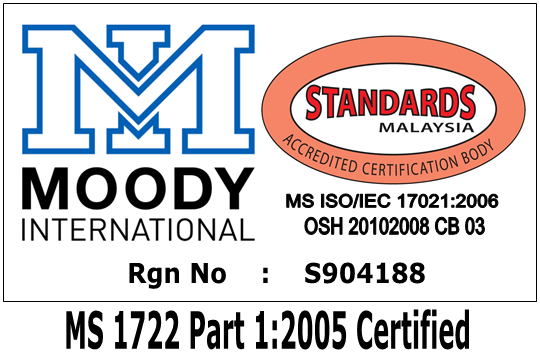 MI
MOODY
INTERNATIONAL
STANDARDS
MALAYSIA
ACCREDITED CERTIFICATION BODY
MS ISO/IEC 17021:2006
OSH 20102008 CB 03
Rgn No : S904188
MS 1722 Part 1:2005 Certified